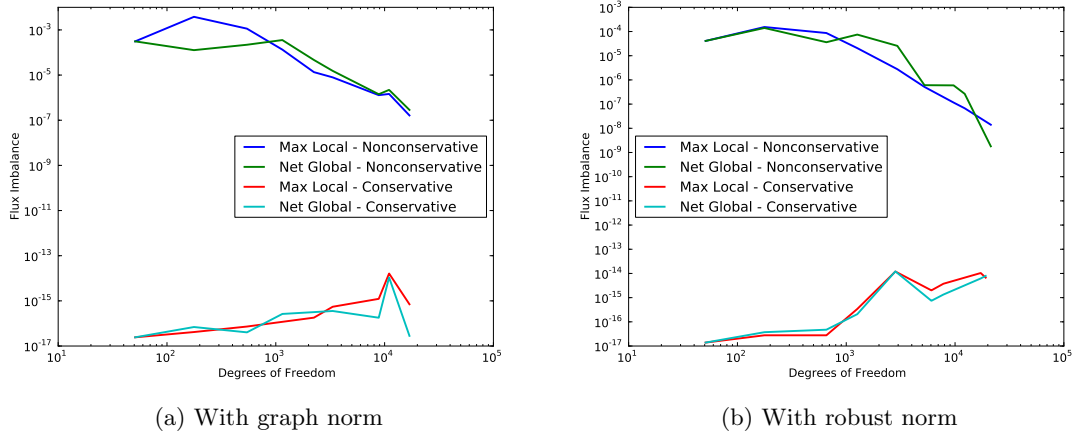 10^-3
10^-5
10^-7
10^-9
10^-11
10^-13
10^-15
10^-17
Flux Imbalance
Max Local - Nonconservative
Net Global - Nonconservative
Max Local - Conservative
Net Global - Conservative
10^1 10^2 10^3 10^4 10^5
Degrees of Freedom
(a) With graph norm
10^-3
10^-4
10^-5
10^-6
10^-7
10^-8
10^-9
10^-10
10^-11
10^-12
10^-13
10^-14
10^-15
10^-16
10^-17
Flux Imbalance
Max Local - Nonconservative
Net Global - Nonconservative
Max Local - Conservative
Net Global - Conservative
10^1 10^2 10^3 10^4 10^5
Degrees of Freedom
(b) With robust norm